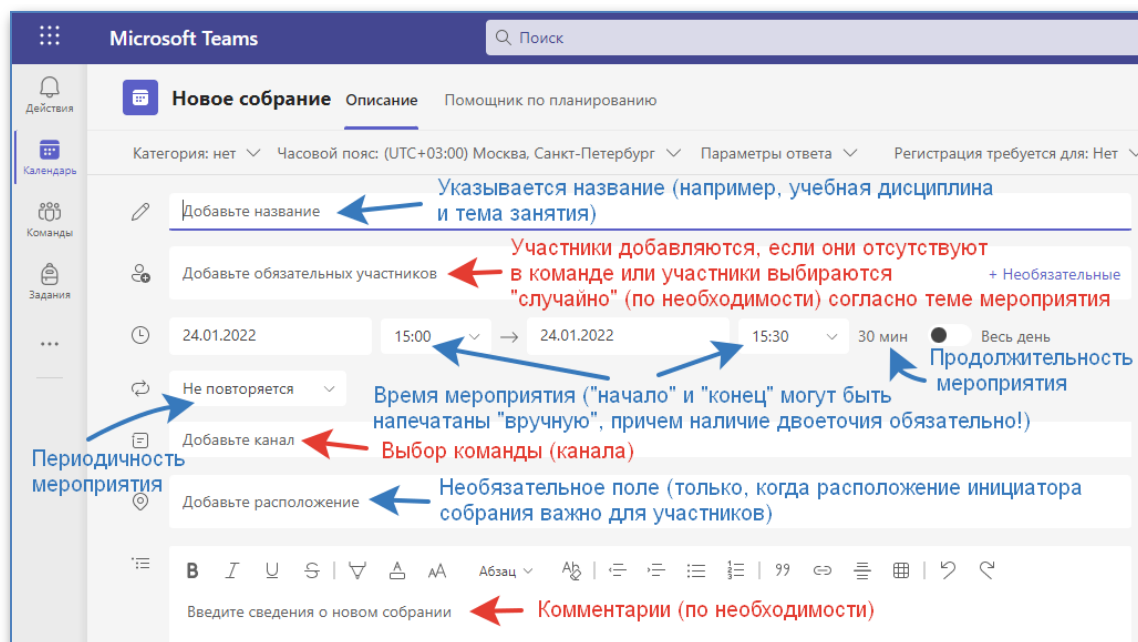 Microsoft Teams
Поиск
Действия
Новое собрание Описание Помощник по планированию
Категория: нет Часовой пояс: (UTC+03:00) Москва, Санкт-Петербург Параметры ответа Регистрация требуется для: Нет
Календарь
Указывается название (например, учебная дисциплина
и тема занятия)
Добавьте название
Команды
Участники добавляются, если они отсутствуют
в команде или участники выбираются
"случайно" (по необходимости) согласно теме мероприятия
Добавьте обязательных участников
+ Необязательные
Задания
24.01.2022 15:00 → 24.01.2022 15:30 30 мин Весь день
Продолжительность
мероприятия
Не повторяется
Время мероприятия ("начало" и "конец" могут быть
напечатаны "вручную", причем наличие двоеточия обязательно!)
Добавьте канал
Выбор команды (канала)
Периодичность
мероприятия
Необязательное поле (только, когда расположение инициатора
собрания важно для участников)
Добавьте расположение
B I U S A AA Абзац Ab
Введите сведения о новом собрании
Комментарии (по необходимости)